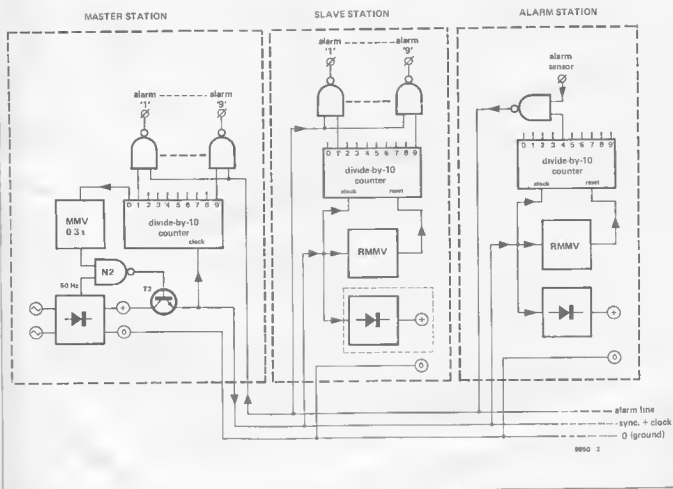 MASTER STATION
SLAVE STATION
ALARM STATION
alarm alarm
'1' '9'
alarm alarm
'1' '9'
alarm
sensor
0 1 2 3 4 5 6 7 8 9
divide-by-10
counter
clock
MMV
0.3 s
N2
50 Hz
T2
+
0
0 1 2 3 4 5 6 7 8 9
divide-by-10
counter
clock reset
RMMV
+
0
0 1 2 3 4 5 6 7 8 9
divide-by-10
counter
clock reset
RMMV
+
0
alarm line
sync. + clock
0 (ground)